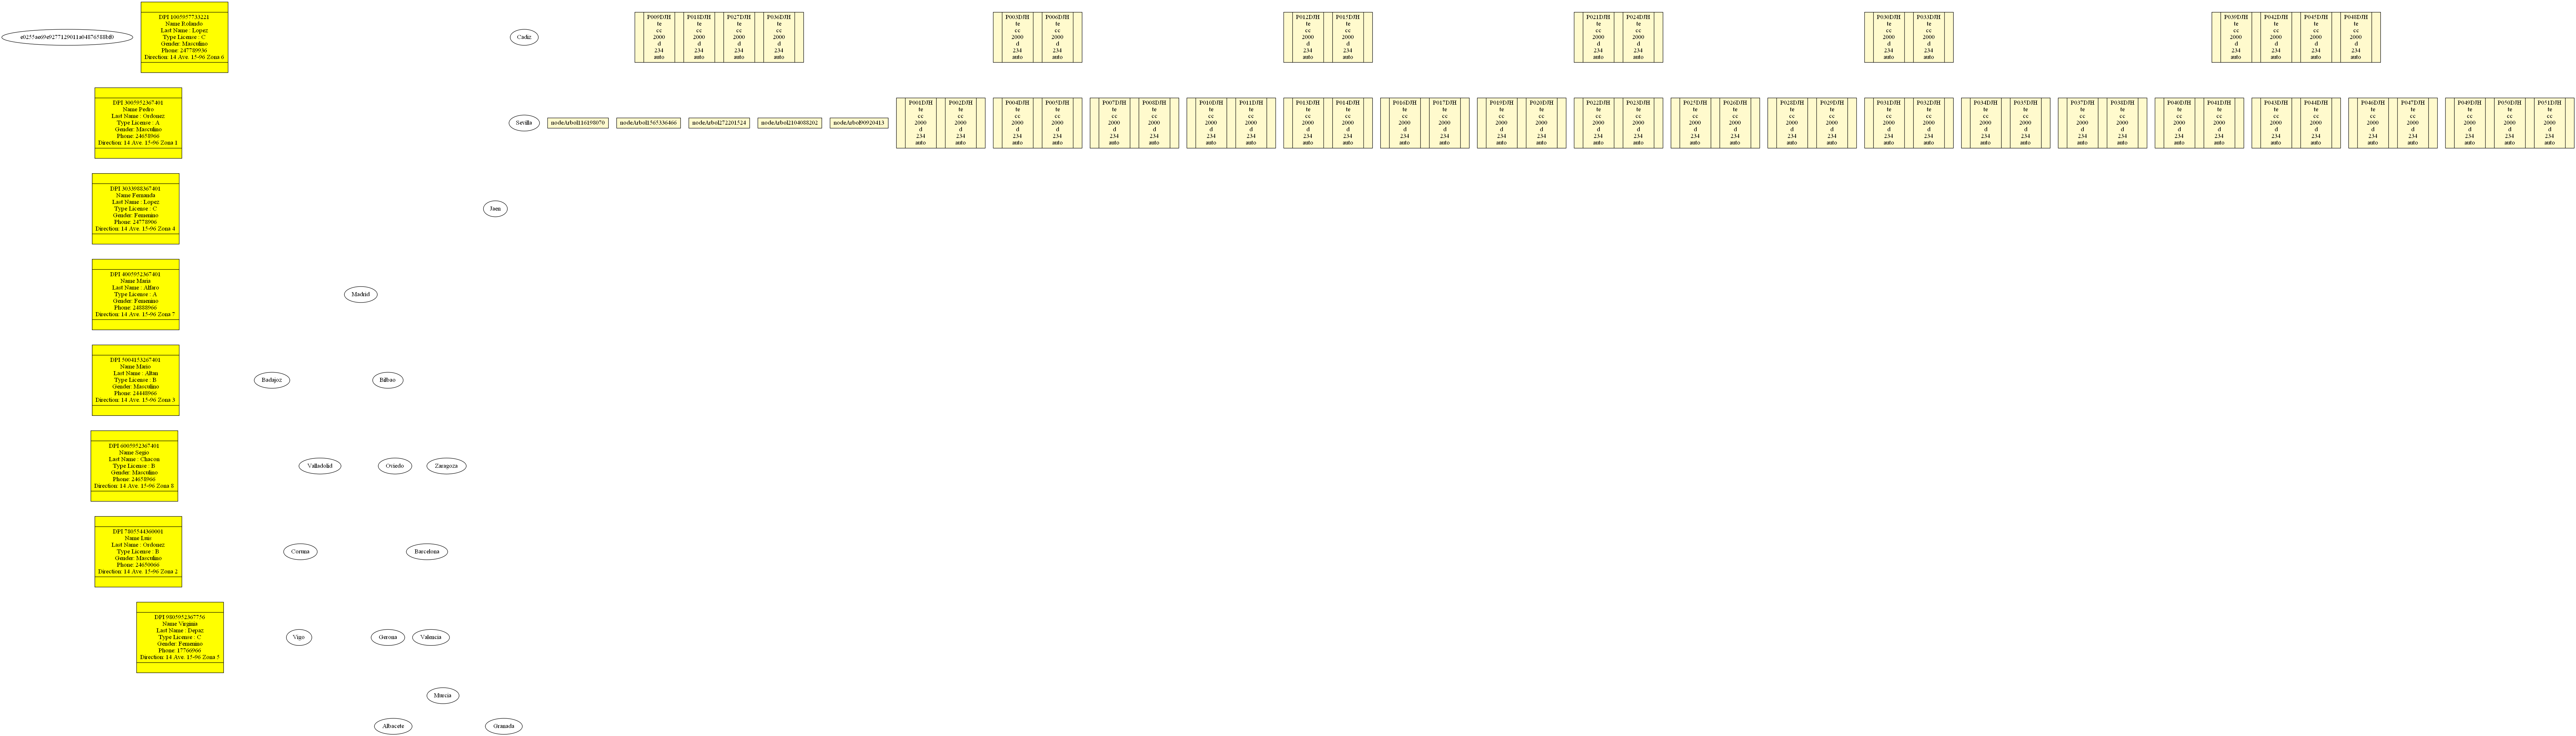 DPI 1005957733221
Name Rolando
Last Name : Lopez
Type License : C
Gender: Masculino
Phone: 247789936
Direction: 14 Ave. 15-96 Zona 6
Cadiz
P009DJH P018DJH P027DJH P036DJH
te te te te
cc cc cc cc
2000 2000 2000 2000
d d d d
234 234 234 234
auto auto auto auto
P003DJH P006DJH
te te
cc cc
2000 2000
d d
234 234
auto auto
P012DJH P015DJH
te te
cc cc
2000 2000
d d
234 234
auto auto
P021DJH P024DJH
te te
cc cc
2000 2000
d d
234 234
auto auto
P030DJH P033DJH
te te
cc cc
2000 2000
d d
234 234
auto auto
P039DJH P042DJH P045DJH P048DJH
te te te te
cc cc cc cc
2000 2000 2000 2000
d d d d
234 234 234 234
auto auto auto auto
DPI 3005952367401
Name Pedro
Last Name : Ordonez
Type License : A
Gender: Masculino
Phone: 24658966
Direction: 14 Ave. 15-96 Zona 1
Sevilla
nodeArbol116198070
nodeArbol1565336466
nodeArbol272201524
nodeArbol2104088202
nodeArbol90920413
P001DJH P002DJH
te te
cc cc
2000 2000
d d
234 234
auto auto
P004DJH P005DJH
te te
cc cc
2000 2000
d d
234 234
auto auto
P007DJH P008DJH
te te
cc cc
2000 2000
d d
234 234
auto auto
P010DJH P011DJH
te te
cc cc
2000 2000
d d
234 234
auto auto
P013DJH P014DJH
te te
cc cc
2000 2000
d d
234 234
auto auto
P016DJH P017DJH
te te
cc cc
2000 2000
d d
234 234
auto auto
P019DJH P020DJH
te te
cc cc
2000 2000
d d
234 234
auto auto
P022DJH P023DJH
te te
cc cc
2000 2000
d d
234 234
auto auto
P025DJH P026DJH
te te
cc cc
2000 2000
d d
234 234
auto auto
P028DJH P029DJH
te te
cc cc
2000 2000
d d
234 234
auto auto
P031DJH P032DJH
te te
cc cc
2000 2000
d d
234 234
auto auto
P034DJH P035DJH
te te
cc cc
2000 2000
d d
234 234
auto auto
P037DJH P038DJH
te te
cc cc
2000 2000
d d
234 234
auto auto
P040DJH P041DJH
te te
cc cc
2000 2000
d d
234 234
auto auto
P043DJH P044DJH
te te
cc cc
2000 2000
d d
234 234
auto auto
P046DJH P047DJH
te te
cc cc
2000 2000
d d
234 234
auto auto
P049DJH P050DJH P051DJH
te te te
cc cc cc
2000 2000 2000
d d d
234 234 234
auto auto auto
DPI 3033988367401
Name Fernanda
Last Name : Lopez
Type License : C
Gender: Femenino
Phone: 24778906
Direction: 14 Ave. 15-96 Zona 4
Jaen
DPI 4005952367401
Name Maria
Last Name : Alfaro
Type License : A
Gender: Femenino
Phone: 24888966
Direction: 14 Ave. 15-96 Zona 7
Madrid
DPI 5004153267401
Name Mario
Last Name : Altan
Type License : B
Gender: Masculino
Phone: 24448966
Direction: 14 Ave. 15-96 Zona 3
Badajoz
Bilbao
DPI 6005952367401
Name Segio
Last Name : Chacon
Type License : B
Gender: Masculino
Phone: 24658966
Direction: 14 Ave. 15-96 Zona 8
Valladolid
Oviedo
Zaragoza
DPI 7805544360001
Name Luis
Last Name : Ordonez
Type License : B
Gender: Masculino
Phone: 24650066
Direction: 14 Ave. 15-96 Zona 2
Coruna
Barcelona
DPI 9805952367756
Name Virginia
Last Name : Depaz
Type License : C
Gender: Femenino
Phone: 17766966
Direction: 14 Ave. 15-96 Zona 5
Vigo
Gerona
Valencia
Murcia
Albacete
Granada